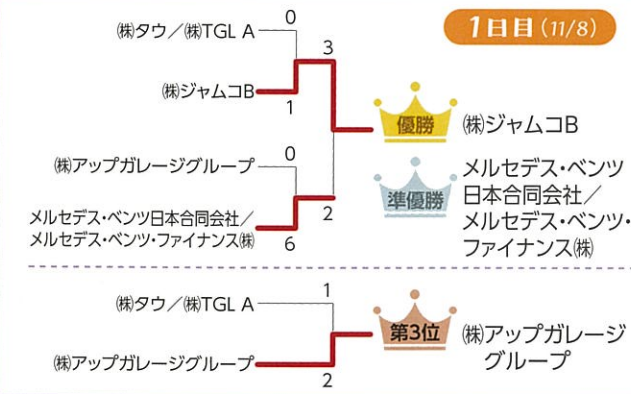 1日目(11/8)
㈱タウ／㈱TGL A
0
3
㈱ジャムコB
1
優勝
㈱ジャムコB
㈱アップガレージグループ
0
準優勝
メルセデス・ベンツ
日本合同会社／
メルセデス・ベンツ・
ファイナンス㈱
メルセデス・ベンツ日本合同会社／
メルセデス・ベンツ・ファイナンス㈱
6
2
㈱タウ／㈱TGL A
1
第3位
㈱アップガレージ
グループ
㈱アップガレージグループ
2